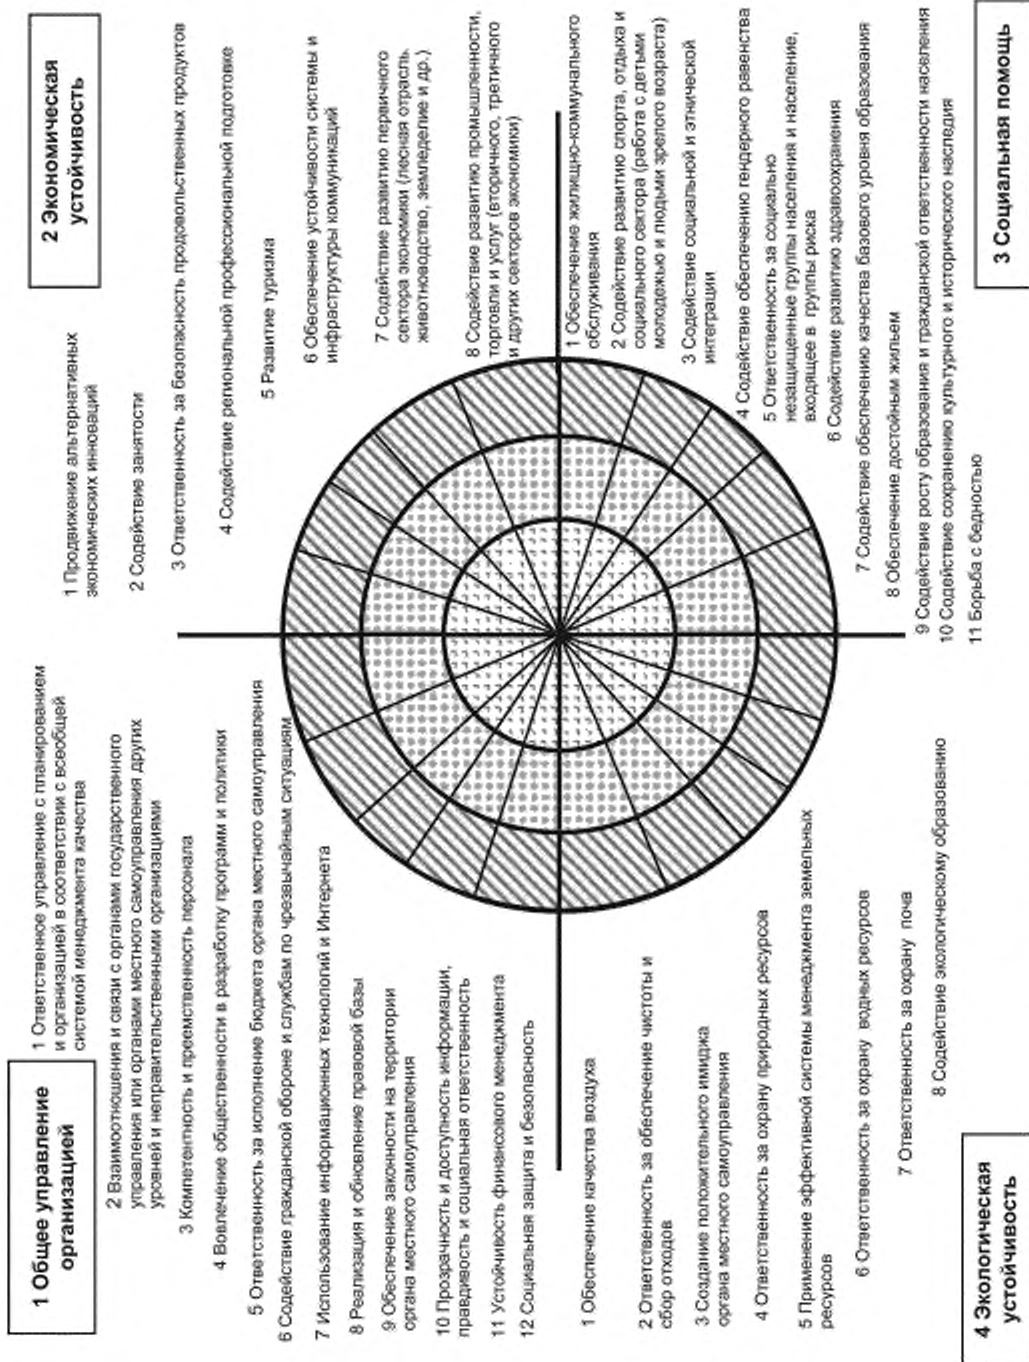 1 Общее управление
организацией
1 Ответственное управление с планированием
и организацией в соответствии с всеобщей
системой менеджмента качества
2 Взаимоотношения и связи с органами государственного
управления или органами местного самоуправления других
уровней и неправительственными организациями
3 Компетентность и преемственность персонала
4 Вовлечение общественности в разработку программ и политики
5 Ответственность за исполнение бюджета органа местного самоуправления
6 Содействие гражданской обороне и службам по чрезвычайным ситуациям
7 Использование информационных технологий и Интернета
8 Реализация и обновление правовой базы
9 Обеспечение законности на территории
органа местного самоуправления
10 Прозрачность и доступность информации,
правдивость и социальная ответственность
11 Устойчивость финансового менеджмента
12 Социальная защита и безопасность
2 Экономическая
устойчивость
1 Продвижение альтернативных
экономических инноваций
2 Содействие занятости
3 Ответственность за безопасность продовольственных продуктов
4 Содействие региональной профессиональной подготовке
5 Развитие туризма
6 Обеспечение устойчивости системы и
инфраструктуры коммуникаций
7 Содействие развитию первичного
сектора экономики (лесная отрасль,
животноводство, земледелие и др.)
8 Содействие развитию промышленности,
торговли и услуг (вторичного, третичного
и других секторов экономики)
3 Социальная помощь
1 Обеспечение жилищно-коммунального
обслуживания
2 Содействие развитию спорта, отдыха и
социального сектора (работа с детьми
молодежью и людьми зрелого возраста)
3 Содействие социальной и этнической
интеграции
4 Содействие обеспечению гендерного равенства
5 Ответственность за социально
незащищенные группы населения и население,
входящее в группы риска
6 Содействие развитию здравоохранения
7 Содействие обеспечению качества базового уровня образования
8 Обеспечение достойным жильем
9 Содействие росту образования и гражданской ответственности населения
10 Содействие сохранению культурного и исторического наследия
11 Борьба с бедностью
4 Экологическая
устойчивость
1 Обеспечение качества воздуха
2 Ответственность за обеспечение чистоты и
сбор отходов
3 Создание положительного имиджа
органа местного самоуправления
4 Ответственность за охрану природных ресурсов
5 Применение эффективной системы менеджмента земельных
ресурсов
6 Ответственность за охрану водных ресурсов
7 Ответственность за охрану почв
8 Содействие экологическому образованию